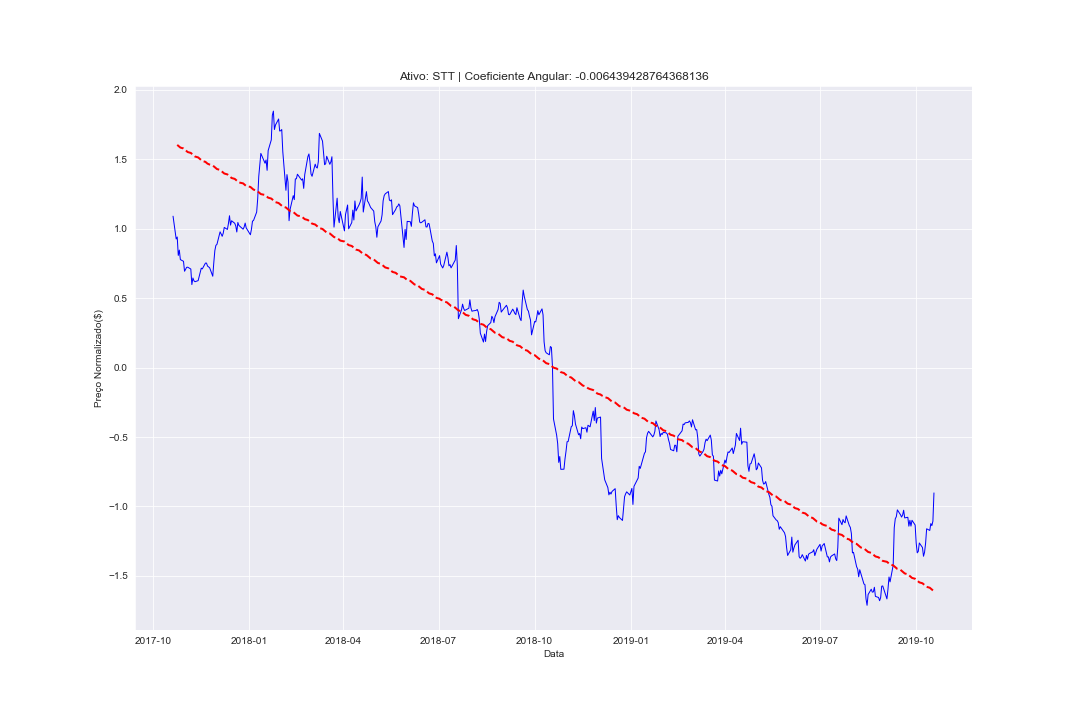 Ativo: STT | Coeficiente Angular: -0.006439428764368136
2.0
1.5
1.0
0.5
0.0
−0.5
−1.0
−1.5
Preço Normalizado($)
2017-10 2018-01 2018-04 2018-07 2018-10 2019-01 2019-04 2019-07 2019-10
Data